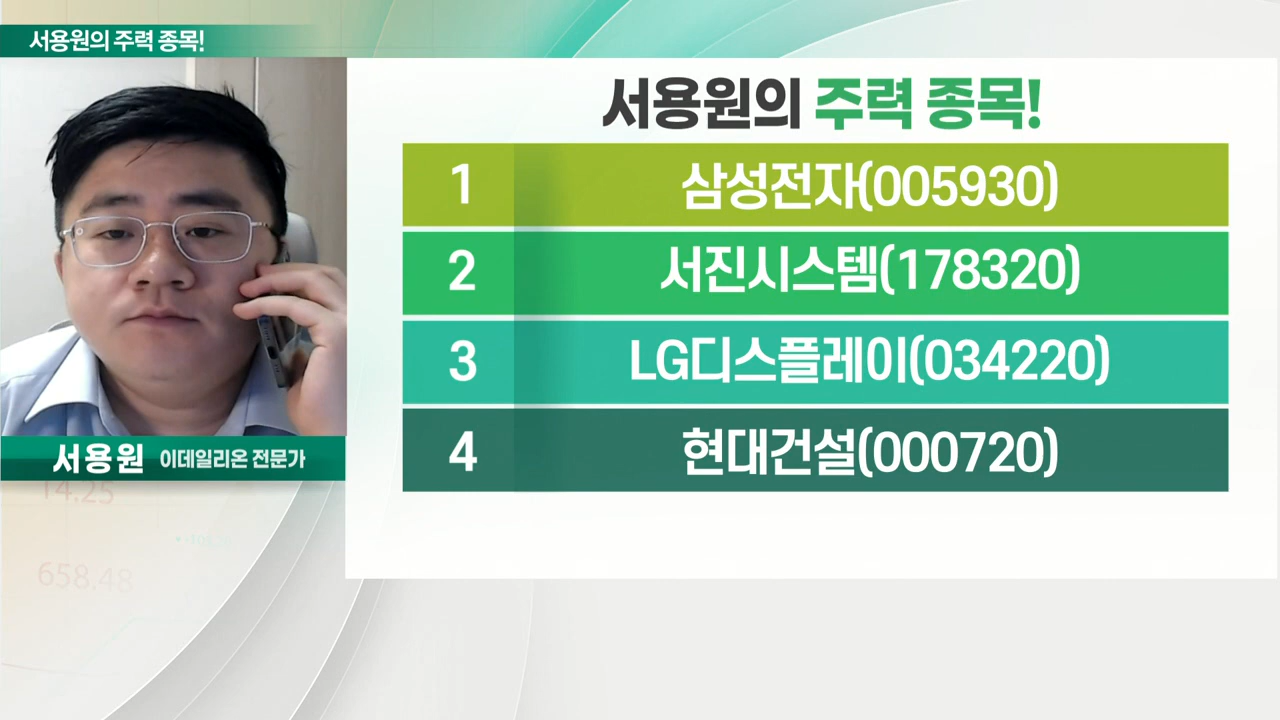 서용원의 주력 종목!
서용원의 주력 종목!
1 삼성전자(005930)
2 서진시스템(178320)
3 LG디스플레이(034220)
4 현대건설(000720)
서용원 이데일리온 전문가
14.25
658.48